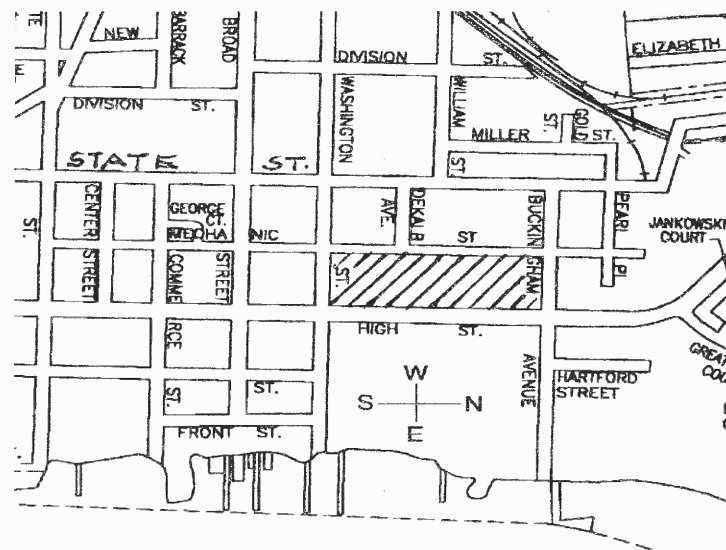 NEW
BARRACK
BROAD
ELIZABETH
DIVISION ST.
WASHINGTON
WILLIAM
ST.
DIVISION ST.
MILLER ST.
GOLD
ST.
STATE ST.
CENTER
STREET
GEORGE
CT.
MECHANIC
ST
AVE.
DEKALB
BUCKINGHAM
AVENUE
PEARL
PL
JANKOWSKI
COURT
ST.
STREET
COMMERCE
ST.
ST.
HIGH ST.
GREAT
HARTFORD
STREET
W
S N
E
ST.
FRONT ST.